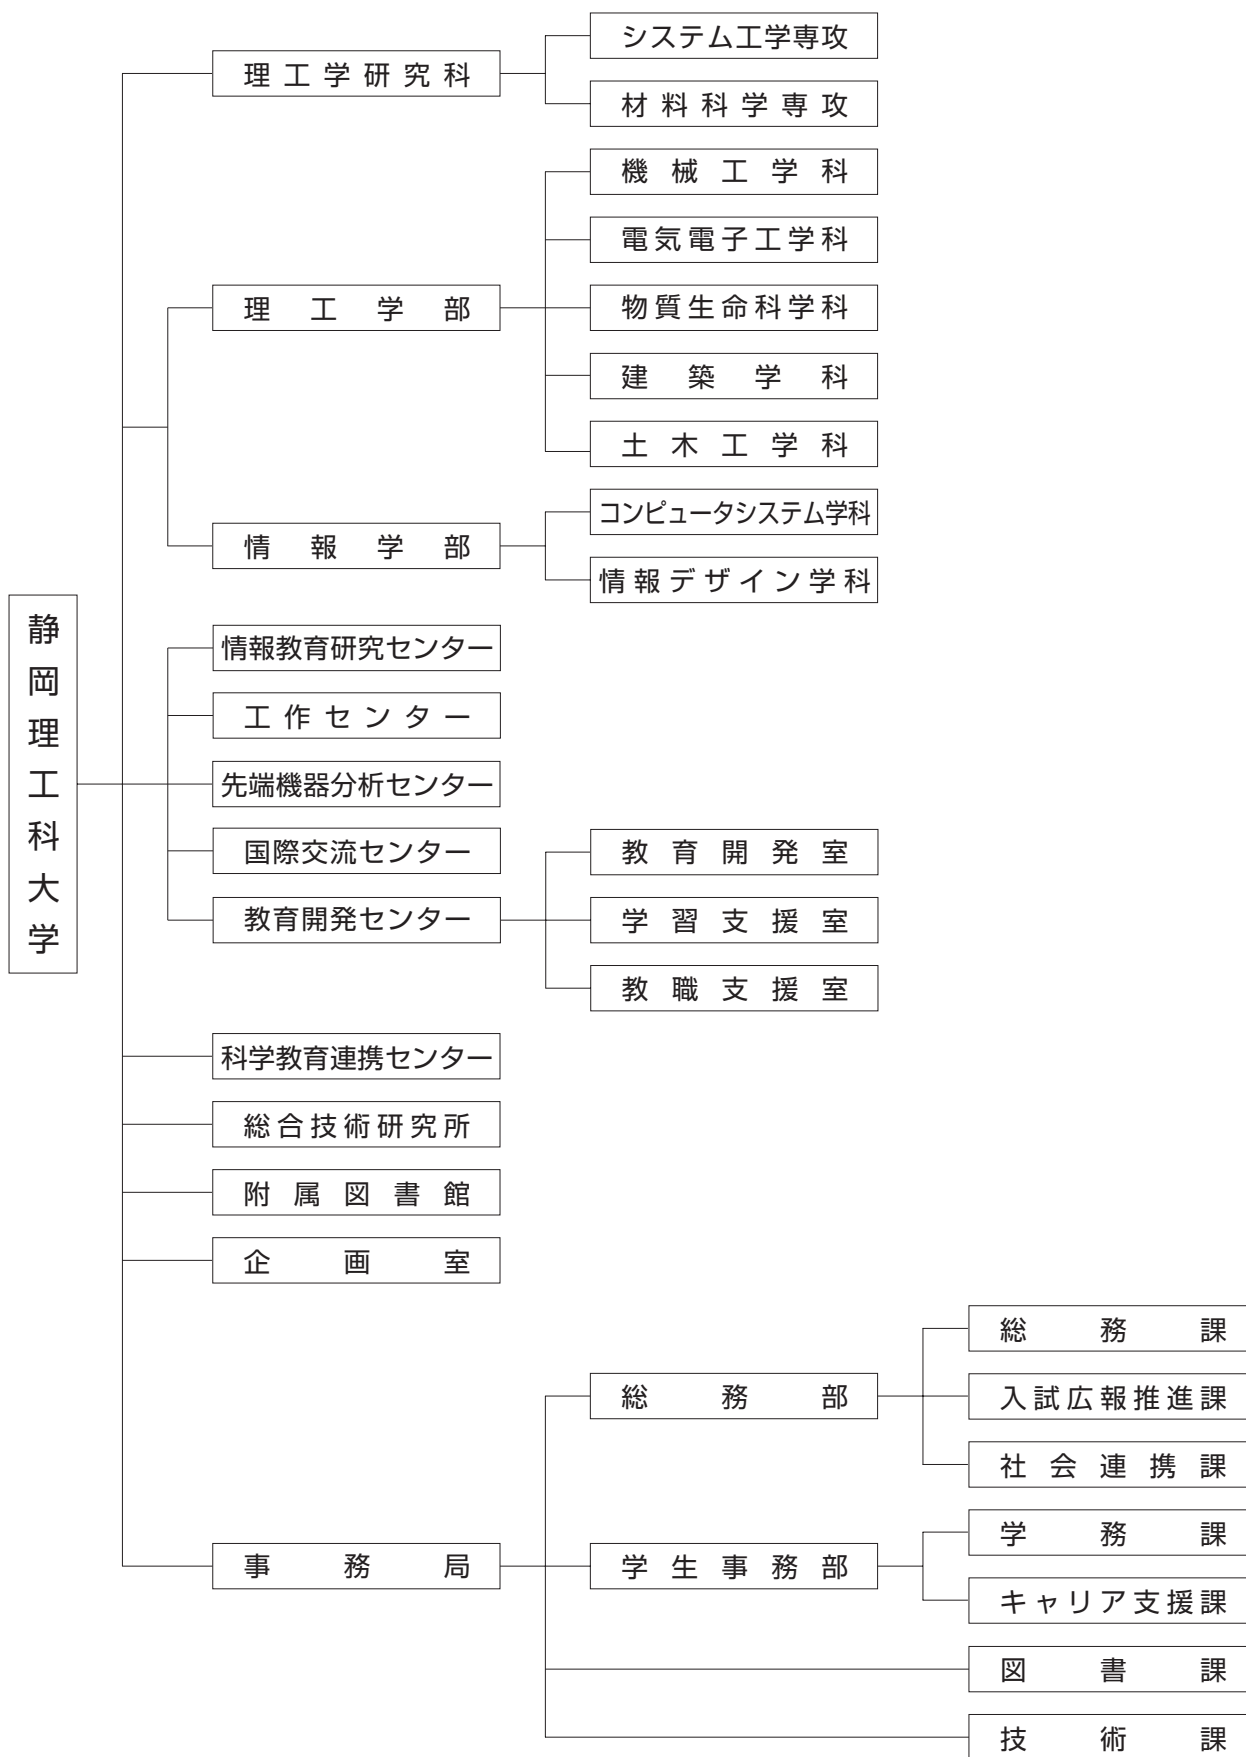 静岡理工科大学
理工学研究科
システム工学専攻
材料科学専攻
理工学部
機械工学科
電気電子工学科
物質生命科学科
建築学科
土木工学科
情報学部
コンピュータシステム学科
情報デザイン学科
情報教育研究センター
工作センター
先端機器分析センター
国際交流センター
教育開発センター
教育開発室
学習支援室
教職支援室
科学教育連携センター
総合技術研究所
附属図書館
企画室
事務局
総務部
総務課
入試広報推進課
社会連携課
学生事務部
学務課
キャリア支援課
図書課
技術課